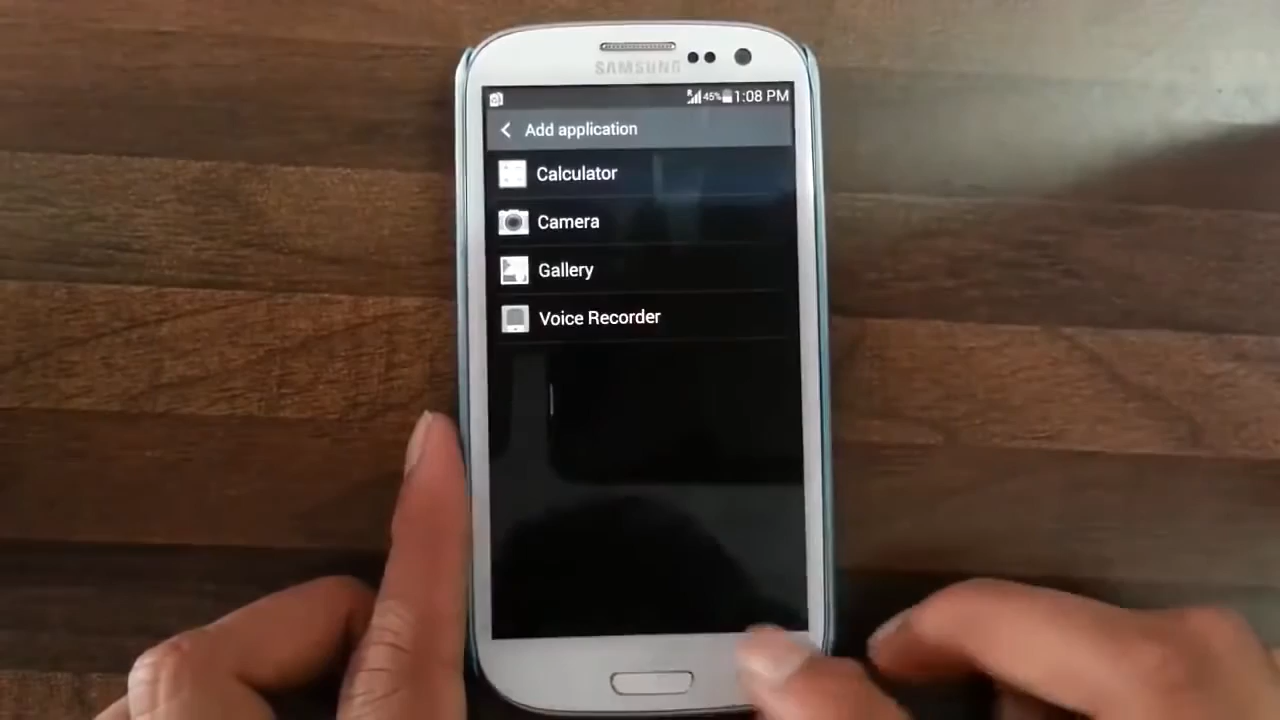 SAMSUNG
45% 1:08 PM
Add application
Calculator
Camera
Gallery
Voice Recorder